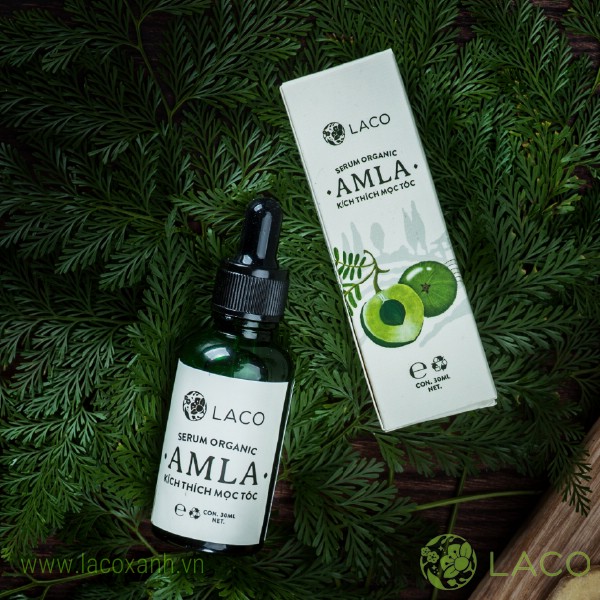 LACO
SERUM ORGANIC
·AMLA·
KÍCH THÍCH MỌC TÓC
e
CON. 30ML
NET.
LACO
SERUM ORGANIC
·AMLA·
KÍCH THÍCH MỌC TÓC
e
CON. 30ML
NET.
www.lacoxanh.vn
LACO